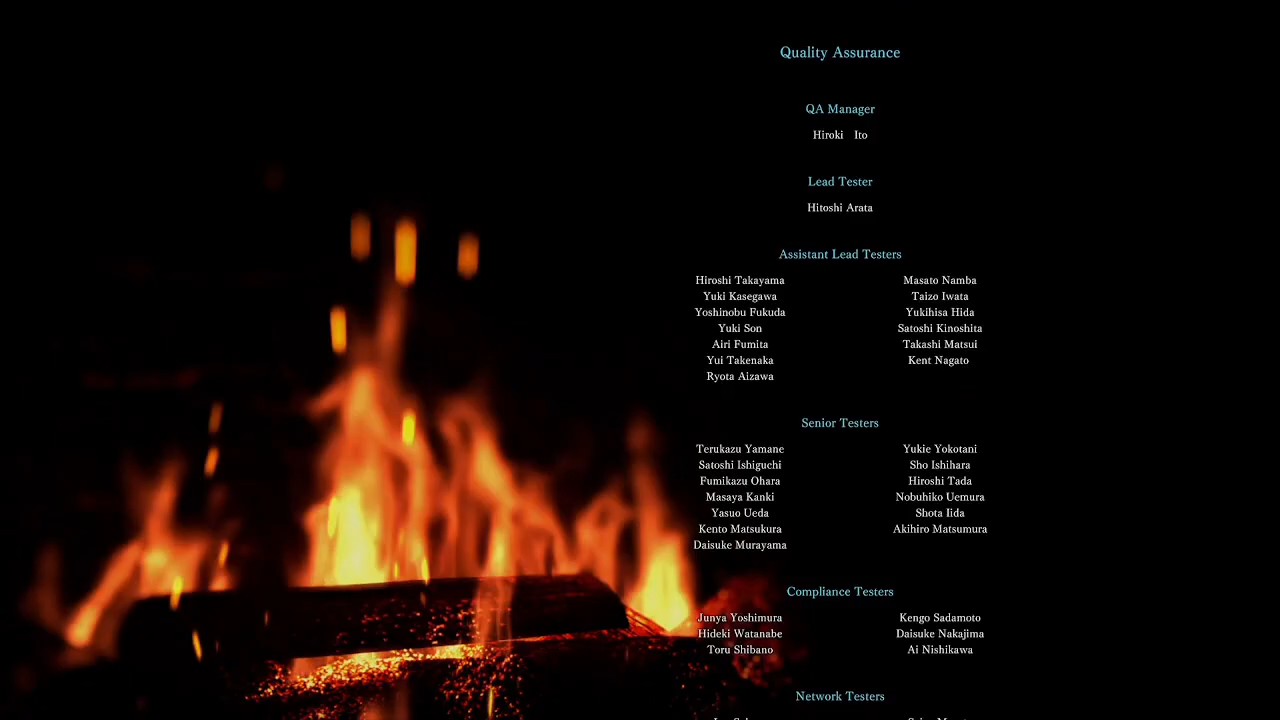 Quality Assurance
QA Manager
Hiroki Ito
Lead Tester
Hitoshi Arata
Assistant Lead Testers
Hiroshi Takayama Masato Namba
Yuki Kasegawa Taizo Iwata
Yoshinobu Fukuda Yukihisa Hida
Yuki Son Satoshi Kinoshita
Airi Fumita Takashi Matsui
Yui Takenaka Kent Nagato
Ryota Aizawa
Senior Testers
Terukazu Yamane Yukie Yokotani
Satoshi Ishiguchi Sho Ishihara
Fumikazu Ohara Hiroshi Tada
Masaya Kanki Nobuhiko Uemura
Yasuo Ueda Shota Iida
Kento Matsukura Akihiro Matsumura
Daisuke Murayama
Compliance Testers
Junya Yoshimura Kengo Sadamoto
Hideki Watanabe Daisuke Nakajima
Toru Shibano Ai Nishikawa
Network Testers